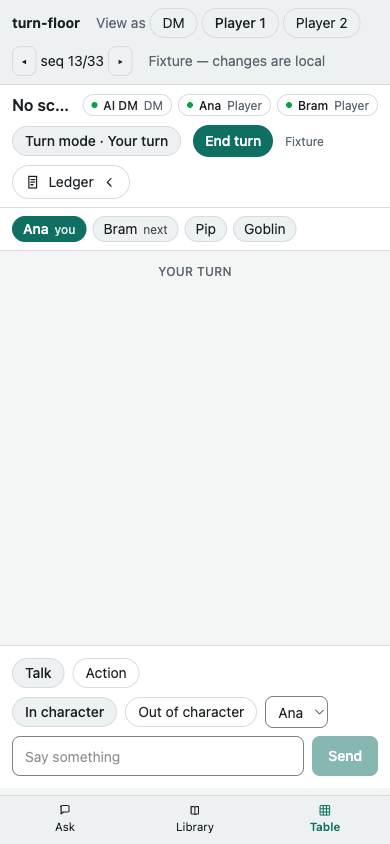 turn-floor View as DM Player 1 Player 2
seq 13/33 Fixture — changes are local
No sc... AI DM DM Ana Player Bram Player
Turn mode · Your turn End turn Fixture
Ledger
Ana you Bram next Pip Goblin
YOUR TURN
Talk Action
In character Out of character Ana
Say something Send
Ask Library Table